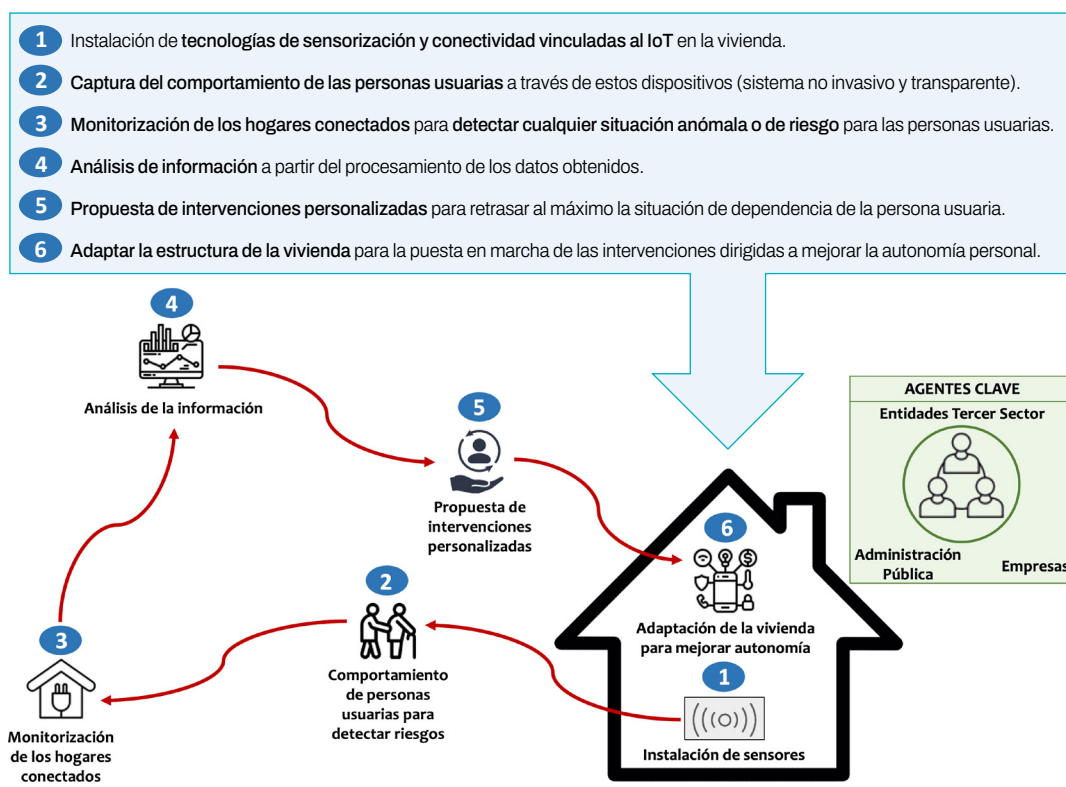 1 Instalación de tecnologías de sensorización y conectividad vinculadas al IoT en la vivienda.
2 Captura del comportamiento de las personas usuarias a través de estos dispositivos (sistema no invasivo y transparente).
3 Monitorización de los hogares conectados para detectar cualquier situación anómala o de riesgo para las personas usuarias.
4 Análisis de información a partir del procesamiento de los datos obtenidos.
5 Propuesta de intervenciones personalizadas para retrasar al máximo la situación de dependencia de la persona usuaria.
6 Adaptar la estructura de la vivienda para la puesta en marcha de las intervenciones dirigidas a mejorar la autonomía personal.
4
Análisis de la información
5
Propuesta de
intervenciones
personalizadas
AGENTES CLAVE
Entidades Tercer Sector
Administración
Pública
Empresas
6
$
Adaptación de la vivienda
para mejorar autonomía
1
Instalación de sensores
2
Comportamiento
de personas
usuarias para
detectar riesgos
3
Monitorización
de los hogares
conectados